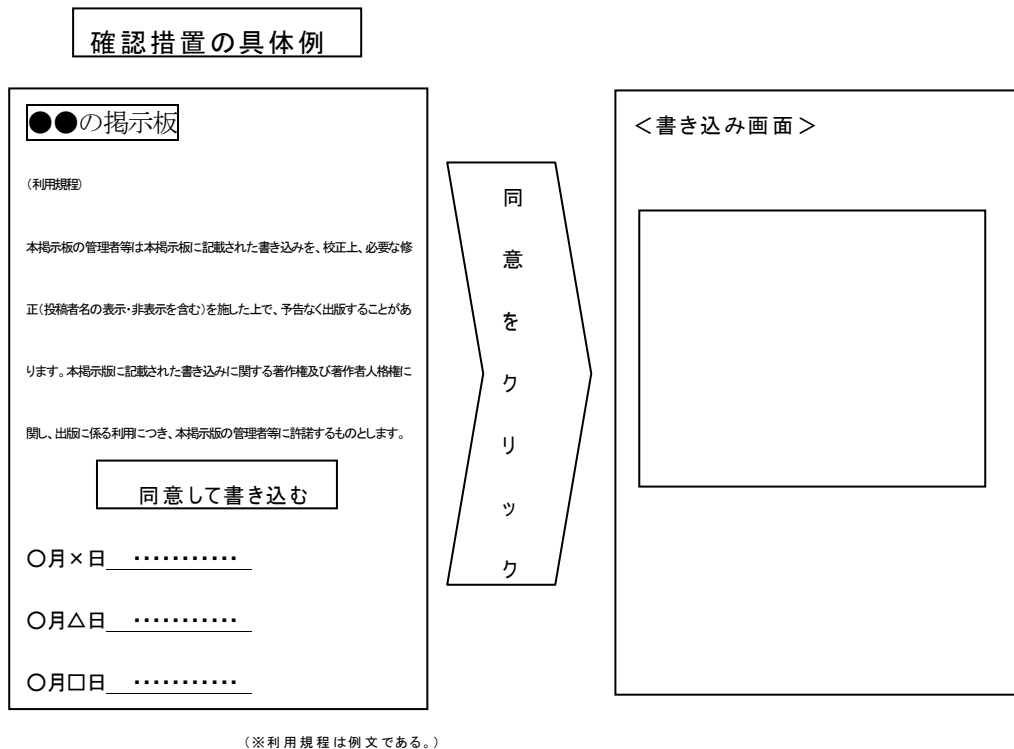 確認措置の具体例
●●の掲示板
（利用規程）
本掲示板の管理者等は本掲示板に記載された書き込みを、校正上、必要な修
正（投稿者名の表示・非表示を含む）を施した上で、予告なく出版することがあ
ります。本掲示版に記載された書き込みに関する著作権及び著作者人格権に
関し、出版に係る利用につき、本掲示版の管理者等に許諾するものとします。
同意して書き込む
〇月×日 ・・・・・・・・・・・
〇月△日 ・・・・・・・・・・・
〇月□日 ・・・・・・・・・・・
同意をクリック
＜書き込み画面＞
（※利用規程は例文である。）